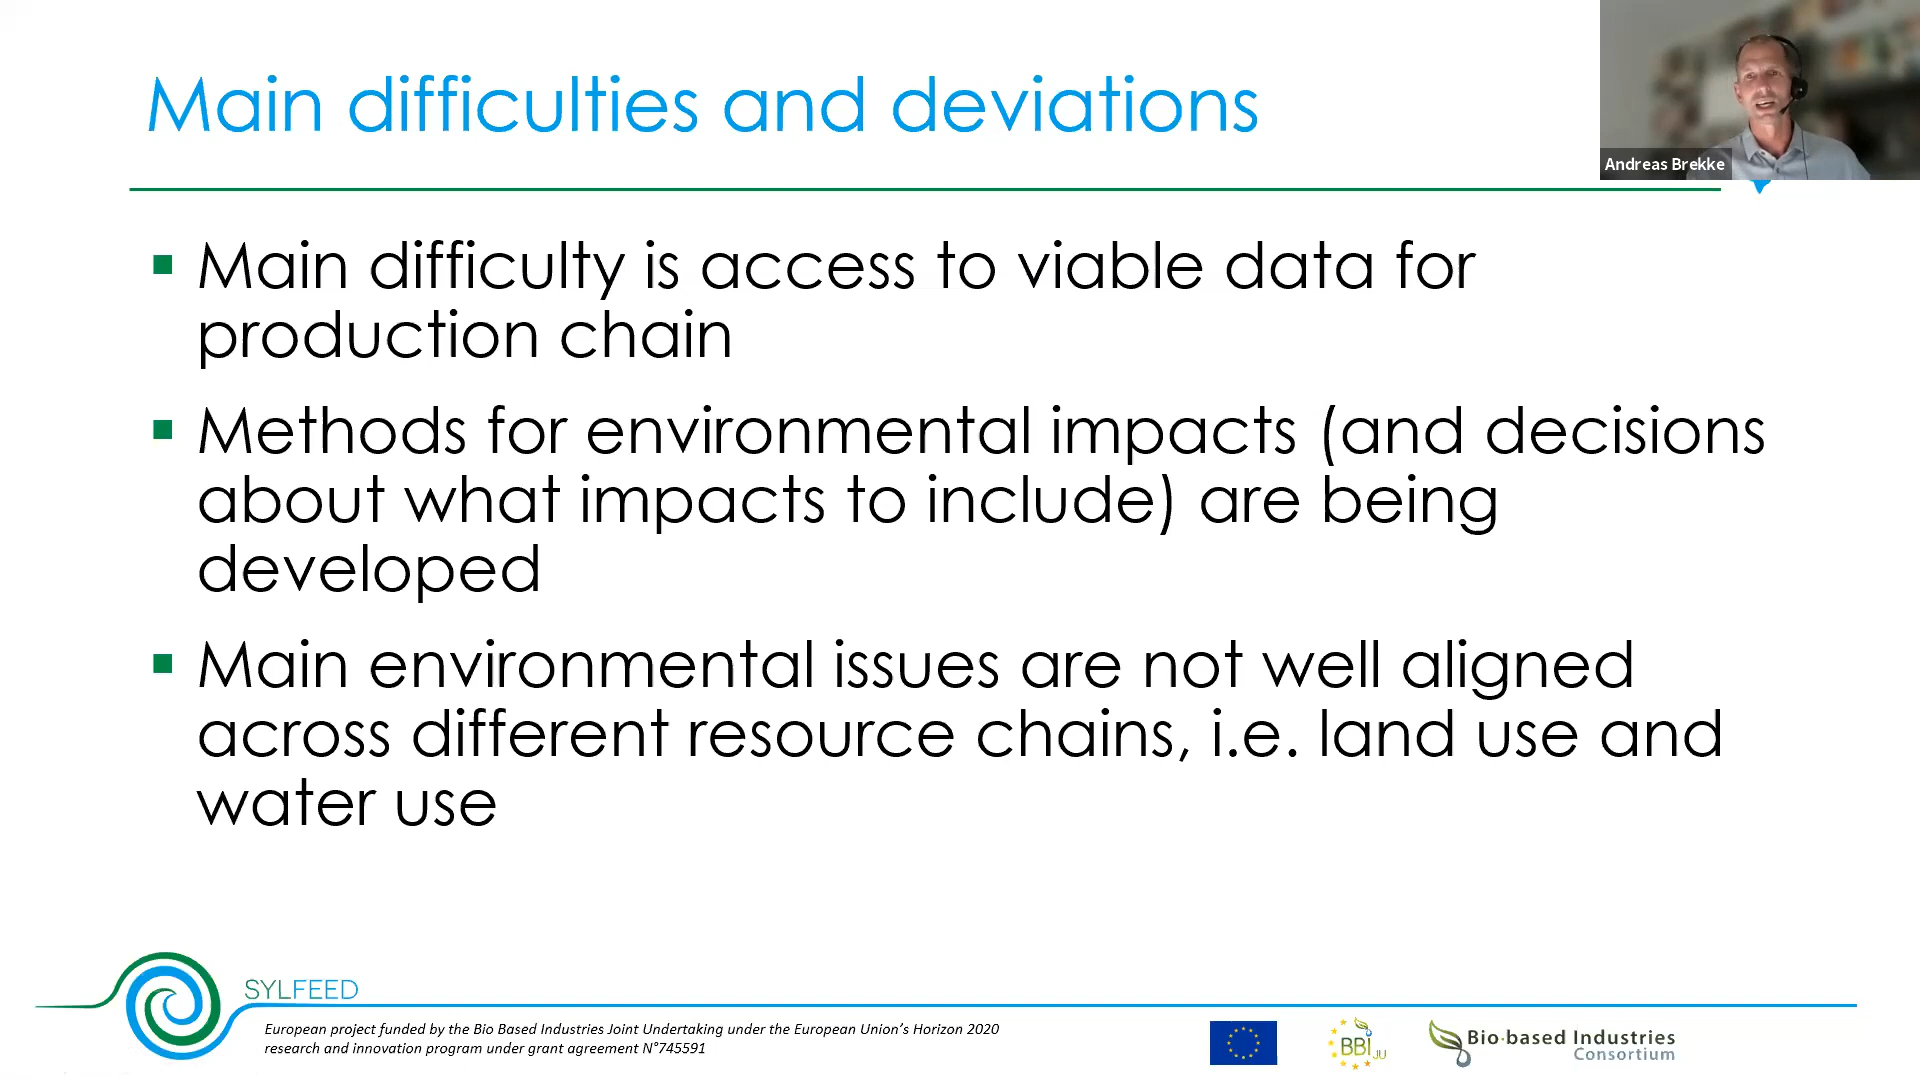 Main difficulties and deviations
Andreas Brekke
Main difficulty is access to viable data for
production chain
Methods for environmental impacts (and decisions
about what impacts to include) are being
developed
Main environmental issues are not well aligned
across different resource chains, i.e. land use and
water use
SYLFEED
European project funded by the Bio Based Industries Joint Undertaking under the European Union's Horizon 2020
research and innovation program under grant agreement N°745591
BBI JU
Bio-based Industries
Consortium